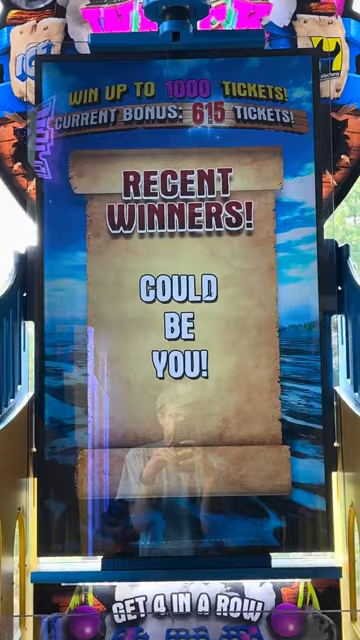 WIN UP TO 1000 TICKETS!
CURRENT BONUS: 615 TICKETS!
RECENT
WINNERS!
COULD
BE
YOU!
GET 4 IN A ROW